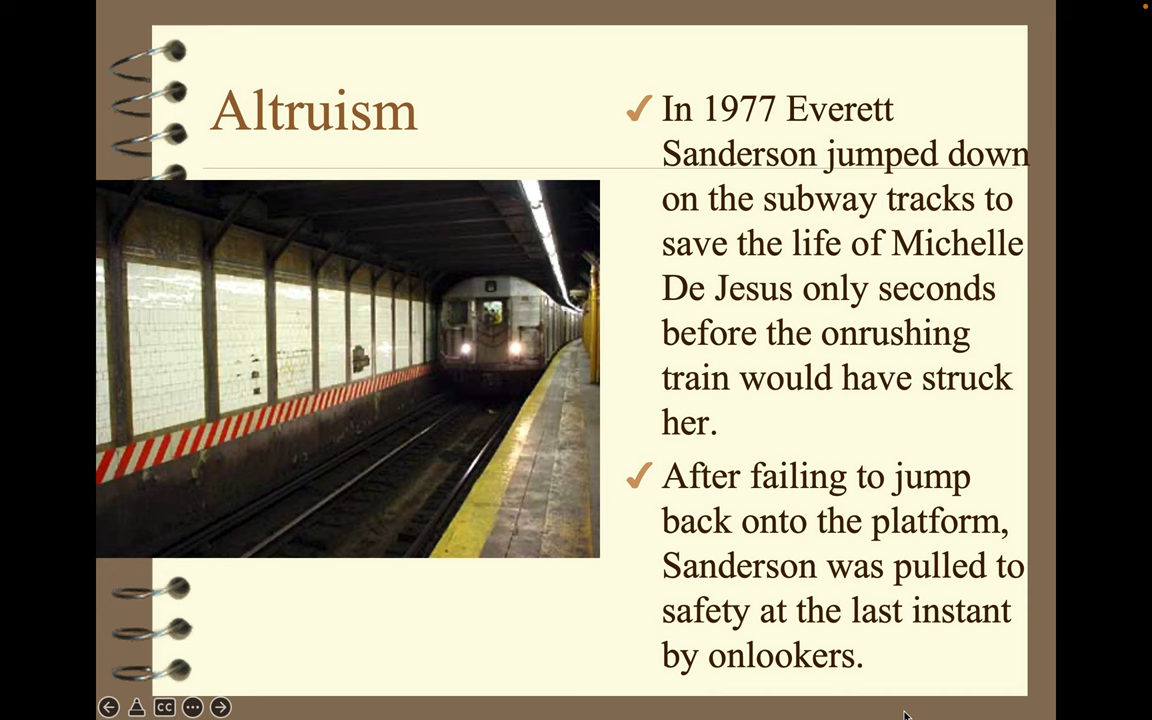 Altruism
✓ In 1977 Everett
Sanderson jumped down
on the subway tracks to
save the life of Michelle
De Jesus only seconds
before the onrushing
train would have struck
her.
✓ After failing to jump
back onto the platform,
Sanderson was pulled to
safety at the last instant
by onlookers.
CC